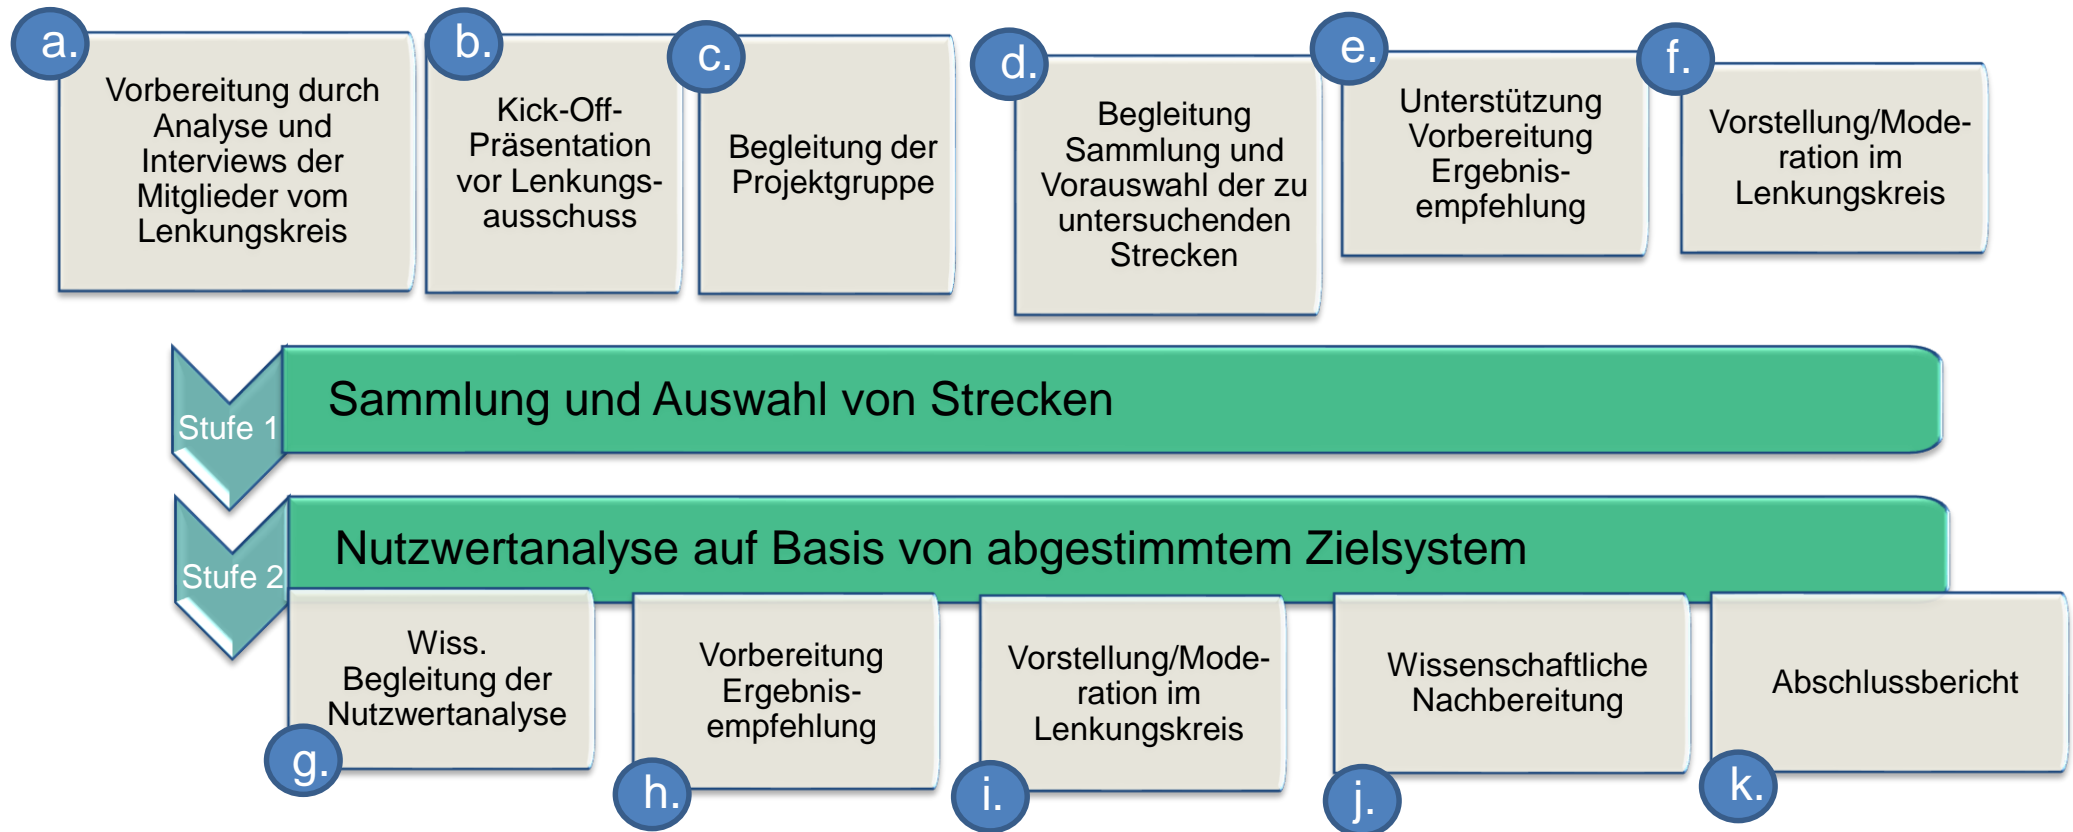 a.
Vorbereitung durch
Analyse und
Interviews der
Mitglieder vom
Lenkungskreis
b.
Kick-Off-
Präsentation
vor Lenkungs-
ausschuss
c.
Begleitung der
Projektgruppe
d.
Begleitung
Sammlung und
Vorauswahl der zu
untersuchenden
Strecken
e.
Unterstützung
Vorbereitung
Ergebnis-
empfehlung
f.
Vorstellung/Mode-
ration im
Lenkungskreis
Stufe 1
Sammlung und Auswahl von Strecken
Stufe 2
Nutzwertanalyse auf Basis von abgestimmtem Zielsystem
Wiss.
Begleitung der
Nutzwertanalyse
g.
Vorbereitung
Ergebnis-
empfehlung
h.
Vorstellung/Mode-
ration im
Lenkungskreis
i.
Wissenschaftliche
Nachbereitung
j.
Abschlussbericht
k.